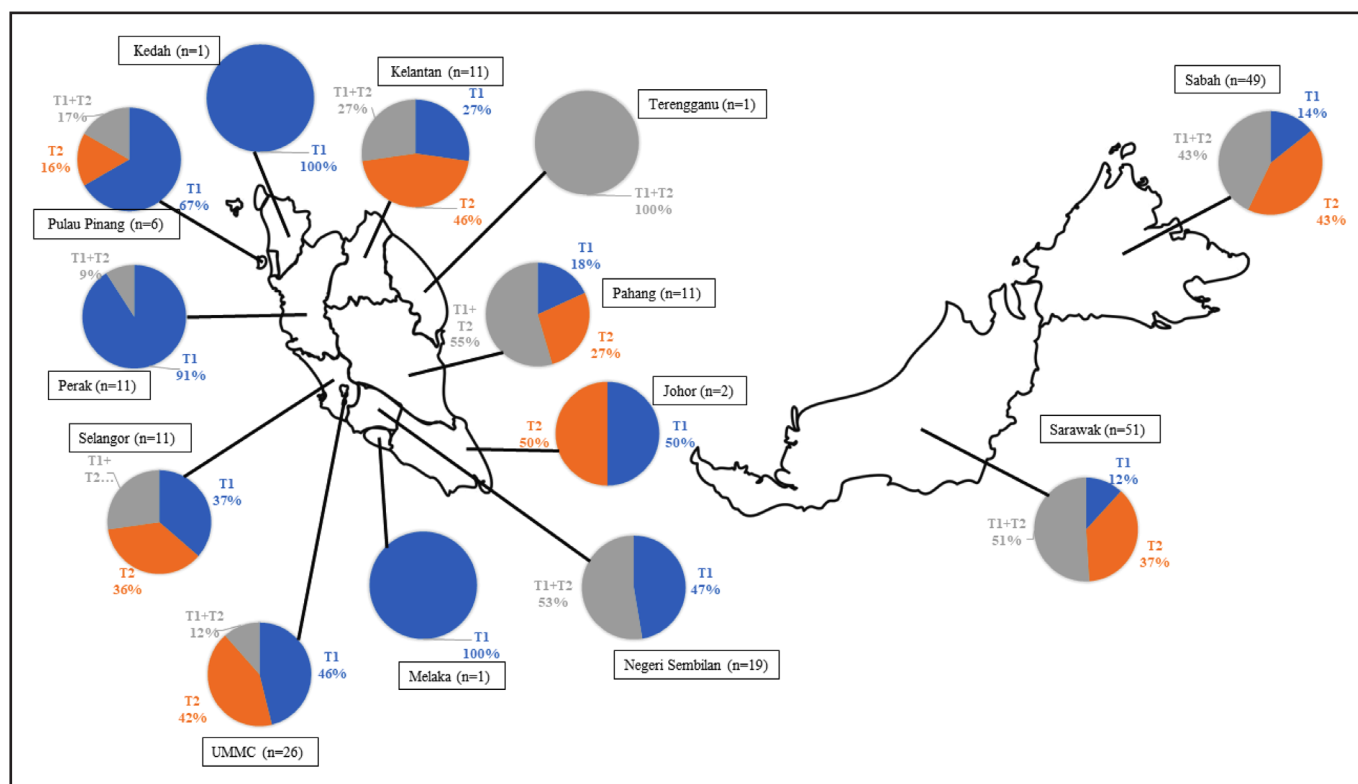 Kedah (n=1)
T1
100%
Kelantan (n=11)
T1+T2
27%
T1
27%
T2
46%
Terengganu (n=1)
T1+T2
100%
Sabah (n=49)
T1
14%
T1+T2
43%
T2
43%
T1+T2
17%
T2
16%
T1
67%
Pulau Pinang (n=6)
T1+T2
9%
T1
91%
Perak (n=11)
T1
18%
Pahang (n=11)
T1+
T2
55%
T2
27%
Johor (n=2)
T2
50%
T1
50%
Selangor (n=11)
T1+
T2...
T1
37%
T2
36%
Sarawak (n=51)
T1
12%
T1+T2
51%
T2
37%
T1+T2
12%
T1
46%
T2
42%
UMMC (n=26)
T1
100%
Melaka (n=1)
T1+T2
53%
T1
47%
Negeri Sembilan (n=19)